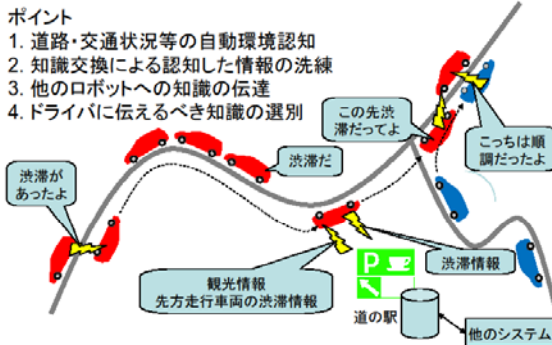 ポイント
1. 道路・交通状況等の自動環境認知
2. 知識交換による認知した情報の洗練
3. 他のロボットへの知識の伝達
4. ドライバに伝えるべき知識の選別
この先渋
滞だってよ
こっちは順
調だったよ
渋滞だ
渋滞が
あったよ
観光情報
先方走行車両の渋滞情報
渋滞情報
P
道の駅
他のシステム